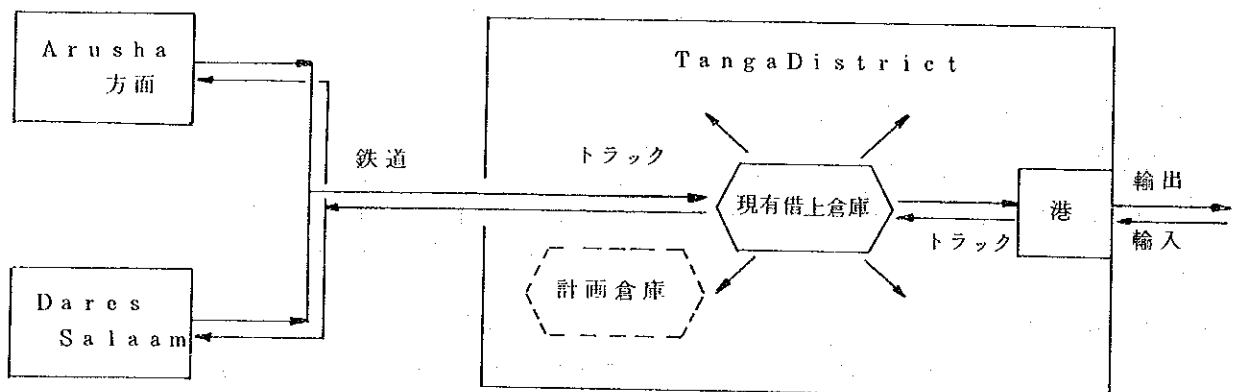 Arusha
方面
TangaDistrict
鉄道
トラック
現有借上倉庫
港
輸出
輸入
トラック
計画倉庫
Dares
Salaam